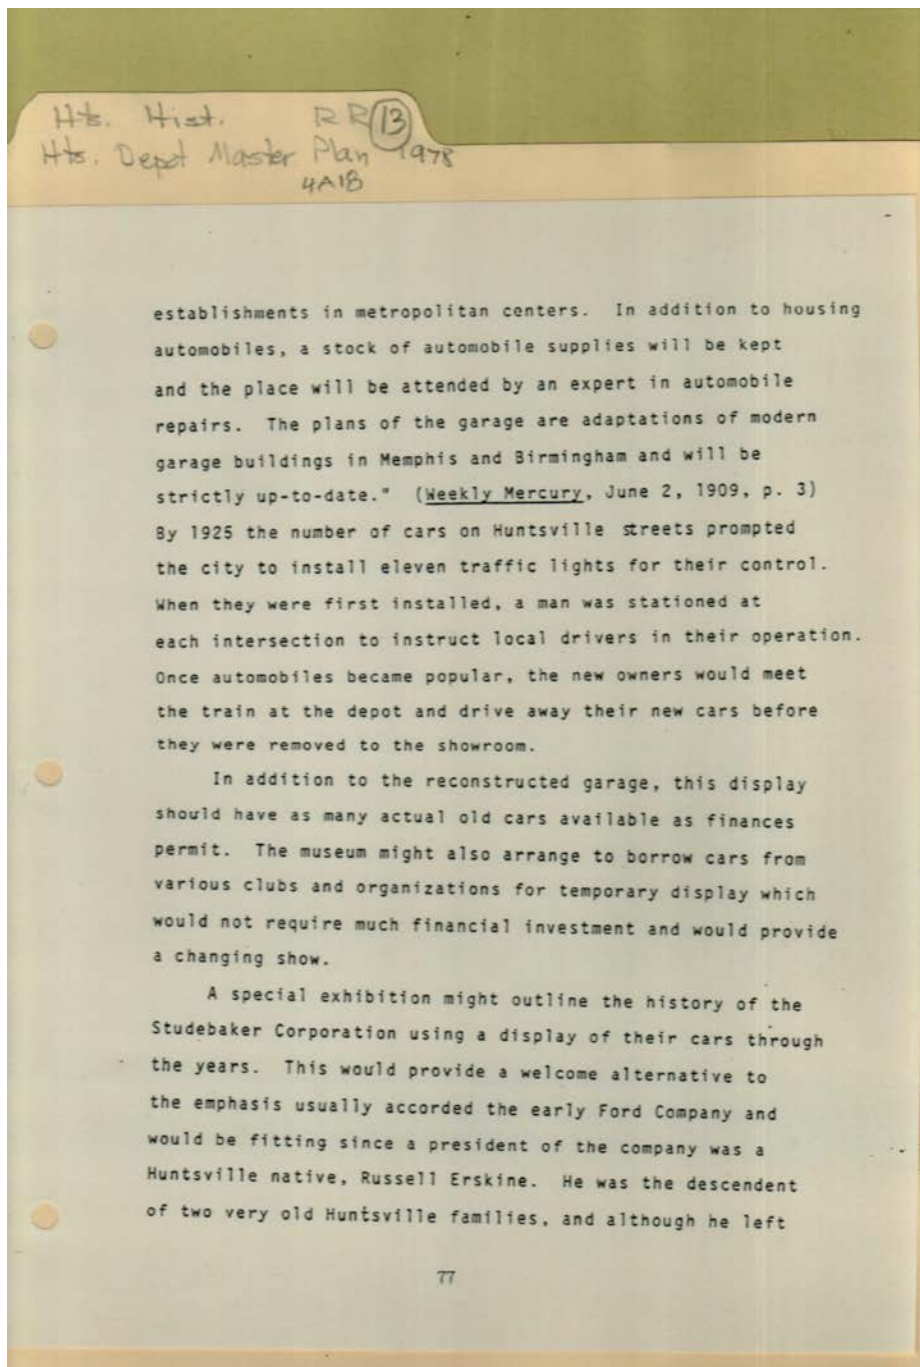 Hts. Hist. RR 13
Hts. Depot Master Plan 1978
4A18
establishments in metropolitan centers. In addition to housing
automobiles, a stock of automobile supplies will be kept
and the place will be attended by an expert in automobile
repairs. The plans of the garage are adaptations of modern
garage buildings in Memphis and Birmingham and will be
strictly up-to-date." (Weekly Mercury, June 2, 1909, p. 3)
By 1925 the number of cars on Huntsville streets prompted
the city to install eleven traffic lights for their control.
When they were first installed, a man was stationed at
each intersection to instruct local drivers in their operation.
Once automobiles became popular, the new owners would meet
the train at the depot and drive away their new cars before
they were removed to the showroom.
In addition to the reconstructed garage, this display
should have as many actual old cars available as finances
permit. The museum might also arrange to borrow cars from
various clubs and organizations for temporary display which
would not require much financial investment and would provide
a changing show.
A special exhibition might outline the history of the
Studebaker Corporation using a display of their cars through
the years. This would provide a welcome alternative to
the emphasis usually accorded the early Ford Company and
would be fitting since a president of the company was a
Huntsville native, Russell Erskine. He was the descendent
of two very old Huntsville families, and although he left
77